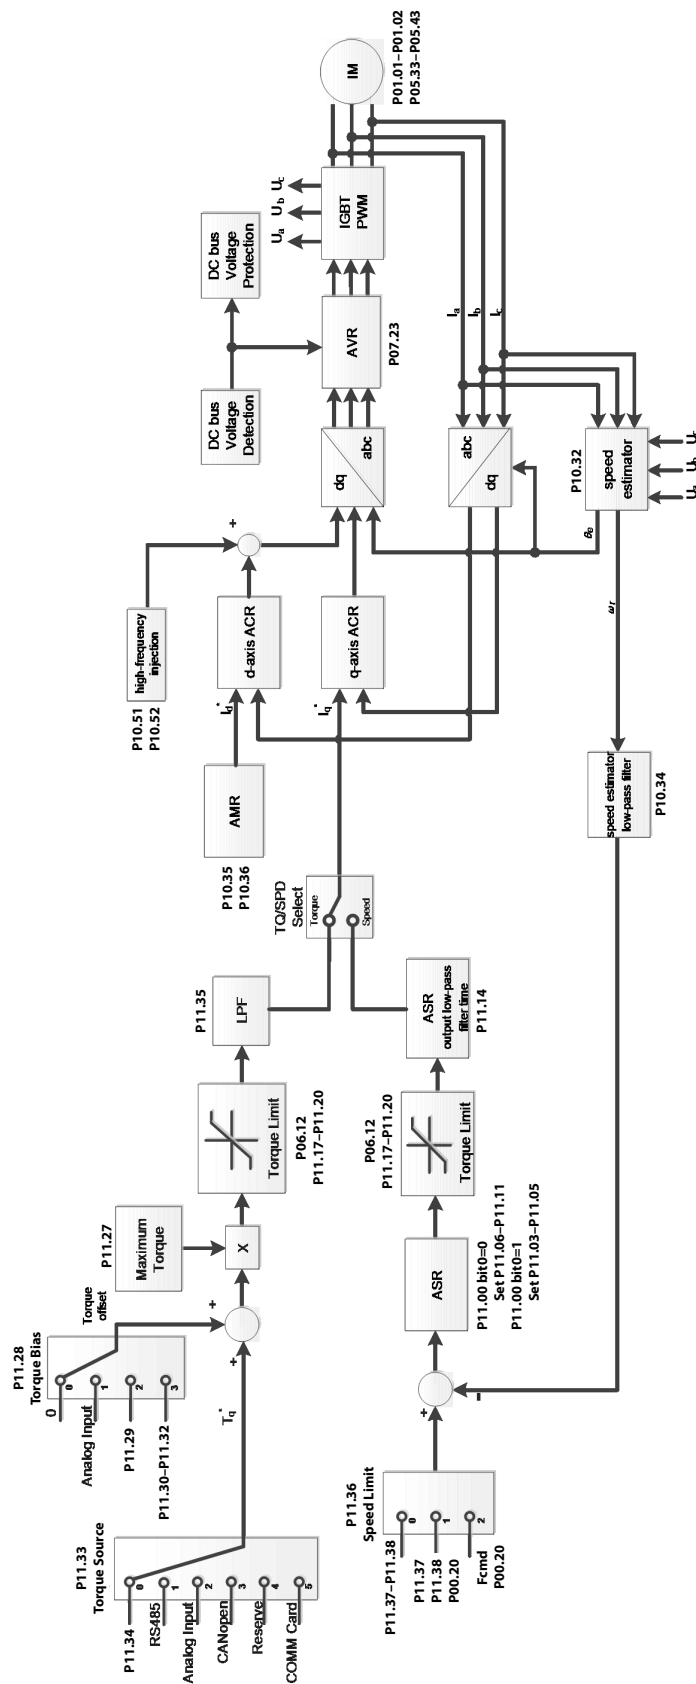 P11.33
Torque Source
P11.34
RS485
Analog Input
CANopen
Reserve
COMM Card
0
1
2
3
4
5
Tq*
+
P11.28
Torque Bias
0
Analog Input
P11.29
P11.30~P11.32
0
1
2
3
Torque
offset
+
P11.27
Maximum
Torque
X
Torque Limit
P06.12
P11.17~P11.20
P11.35
LPF
P11.36
Speed Limit
P11.37~P11.38
P11.37
P11.38
P00.20
Fcmd
P00.20
0
1
2
+
-
ASR
P11.00 bit0=0
Set P11.06~P11.11
P11.00 bit0=1
Set P11.03~P11.05
P06.12
P11.17~P11.20
Torque Limit
ASR
output low-pass
filter time
P11.14
TQ/SPD
Select
Torque
Speed
AMR
P10.35
P10.36
Id*
Iq*
P10.51
P10.52
high-frequency
injection
+
d-axis ACR
q-axis ACR
dq
abc
DC bus
Voltage
Detection
DC bus
Voltage
Protection
AVR
P07.23
IGBT
PWM
Ua
Ub
Uc
IM
P01.01~P01.02
P05.33~P05.43
Ia
Ib
Ic
abc
dq
P10.32
speed
estimator
Ua
Ub
θe
ωr
speed estimator
low-pass filter
P10.34